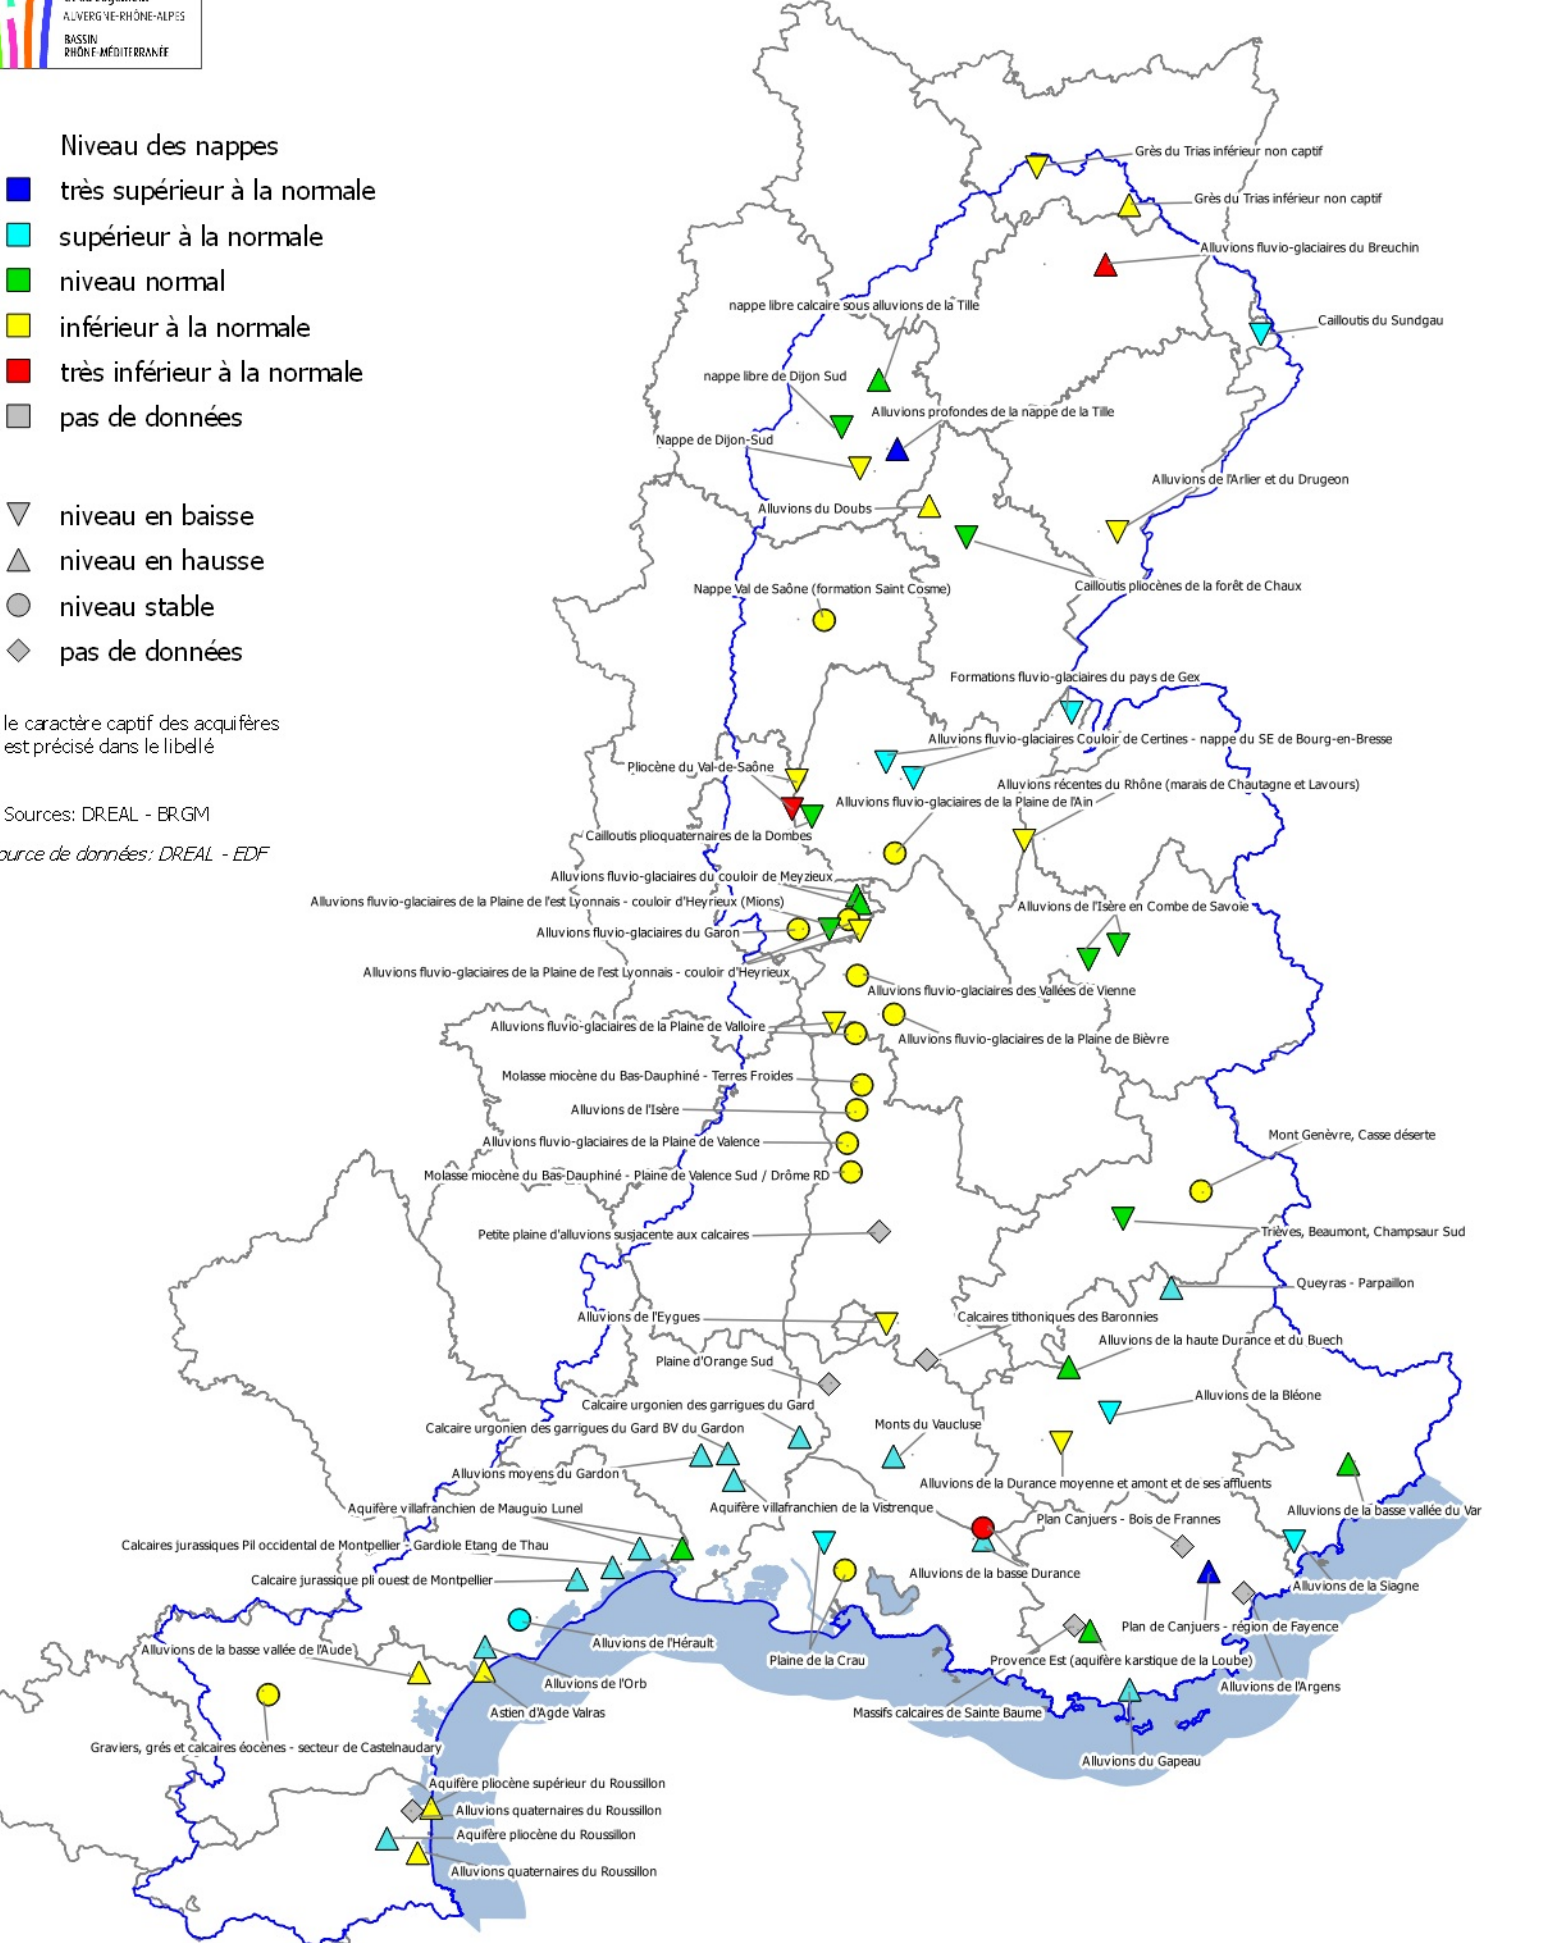 AUVERGNE-RHÔNE-ALPES
BASSIN
RHÔNE-MÉDITERRANÉE
Niveau des nappes
très supérieur à la normale
supérieur à la normale
niveau normal
inférieur à la normale
très inférieur à la normale
pas de données
niveau en baisse
niveau en hausse
niveau stable
pas de données
le caractère captif des acquifères
est précisé dans le libellé
Sources: DREAL - BRGM
ource de données: DREAL - EDF
Grès du Trias inférieur non captif
Grès du Trias inférieur non captif
Alluvions fluvio-glaciaires du Breuchin
nappe libre calcaire sous alluvions de la Tille
Cailloutis du Sundgau
nappe libre de Dijon Sud
Alluvions profondes de la nappe de la Tille
Nappe de Dijon-Sud
Alluvions de l'Arlier et du Drugeon
Alluvions du Doubs
Cailloutis pliocènes de la forêt de Chaux
Nappe Val de Saône (formation Saint Cosme)
Formations fluvio-glaciaires du pays de Gex
Alluvions fluvio-glaciaires Couloir de Certines - nappe du SE de Bourg-en-Bresse
Pliocène du Val-de-Saône
Alluvions récentes du Rhône (marais de Chautagne et Lavours)
Alluvions fluvio-glaciaires de la Plaine de l'Ain
Cailloutis plioquaternaires de la Dombes
Alluvions fluvio-glaciaires du couloir de Meyzieux
Alluvions fluvio-glaciaires de la Plaine de l'est Lyonnais - couloir d'Heyrieux (Mions)
Alluvions de l'Isère en Combe de Savoie
Alluvions fluvio-glaciaires du Garon
Alluvions fluvio-glaciaires de la Plaine de l'est Lyonnais - couloir d'Heyrieux
Alluvions fluvio-glaciaires des Vallées de Vienne
Alluvions fluvio-glaciaires de la Plaine de Valloire
Alluvions fluvio-glaciaires de la Plaine de Bièvre
Molasse miocène du Bas-Dauphiné - Terres Froides
Alluvions de l'Isère
Mont Genèvre, Casse déserte
Alluvions fluvio-glaciaires de la Plaine de Valence
Molasse miocène du Bas-Dauphiné - Plaine de Valence Sud / Drôme RD
Petite plaine d'alluvions susjacente aux calcaires
Trièves, Beaumont, Champsaur Sud
Queyras - Parpaillon
Alluvions de l'Eygues
Calcaires tithoniques des Baronnies
Alluvions de la haute Durance et du Buech
Plaine d'Orange Sud
Alluvions de la Bléone
Calcaire urgonien des garrigues du Gard
Calcaire urgonien des garrigues du Gard BV du Gardon
Monts du Vaucluse
Alluvions moyens du Gardon
Alluvions de la Durance moyenne et amont et de ses affluents
Aquifère villafranchien de Mauguio Lunel
Aquifère villafranchien de la Vistrenque
Alluvions de la basse vallée du Var
Plan Canjuers - Bois de Frannes
Calcaires jurassiques Pil occidental de Montpellier - Gardiole Etang de Thau
Alluvions de la basse Durance
Calcaire jurassique pli ouest de Montpellier
Alluvions de la Siagne
Plan de Canjuers - région de Fayence
Alluvions de l'Hérault
Alluvions de la basse vallée de l'Aude
Plaine de la Crau
Provence Est (aquifère karstique de la Loube)
Alluvions de l'Orb
Alluvions de l'Argens
Astien d'Agde Valras
Massifs calcaires de Sainte Baume
Graviers, grés et calcaires éocènes - secteur de Castelnaudary
Alluvions du Gapeau
Aquifère pliocène supérieur du Roussillon
Alluvions quaternaires du Roussillon
Aquifère pliocène du Roussillon
Alluvions quaternaires du Roussillon